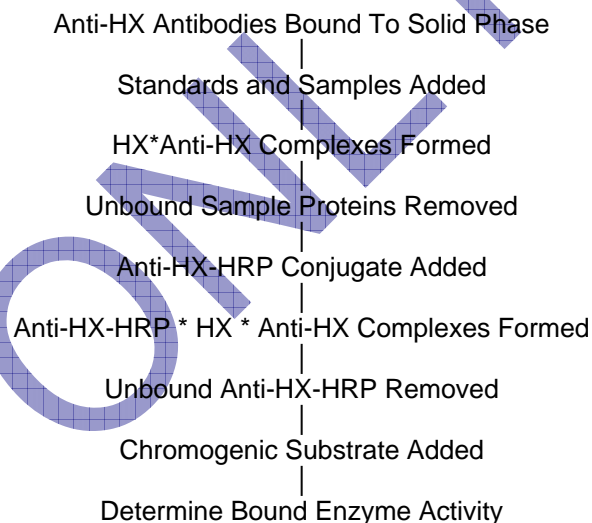 Anti-HX Antibodies Bound To Solid Phase
Standards and Samples Added
HX*Anti-HX Complexes Formed
Unbound Sample Proteins Removed
Anti-HX-HRP Conjugate Added
Anti-HX-HRP * HX * Anti-HX Complexes Formed
Unbound Anti-HX-HRP Removed
Chromogenic Substrate Added
Determine Bound Enzyme Activity
ONL